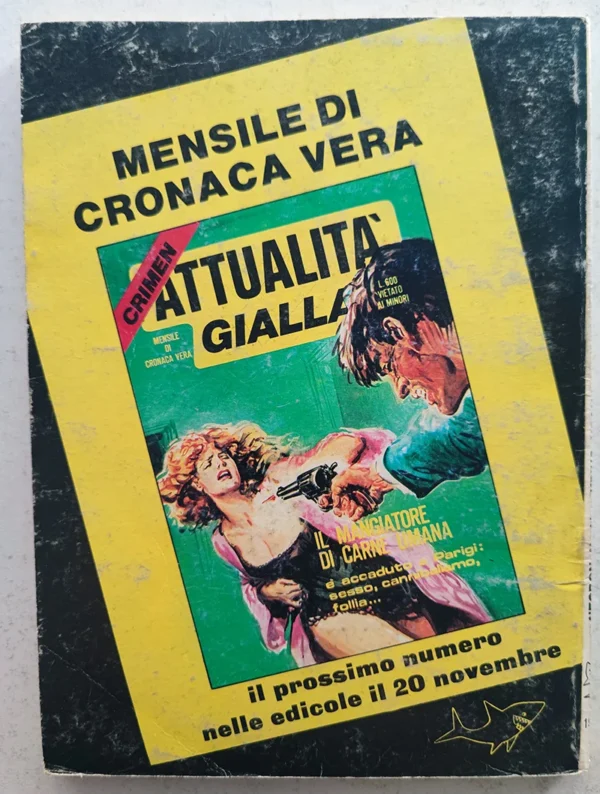 MENSILE DI
CRONACA VERA
CRIMEN
ATTUALITÀ
GIALLA
L. 600
VIETATO
AI MINORI
MENSILE
DI
CRONACA VERA
IL MANGIATORE
DI CARNE UMANA
è accaduto a Parigi:
sesso, cannibalismo,
follia...
il prossimo numero
nelle edicole il 20 novembre